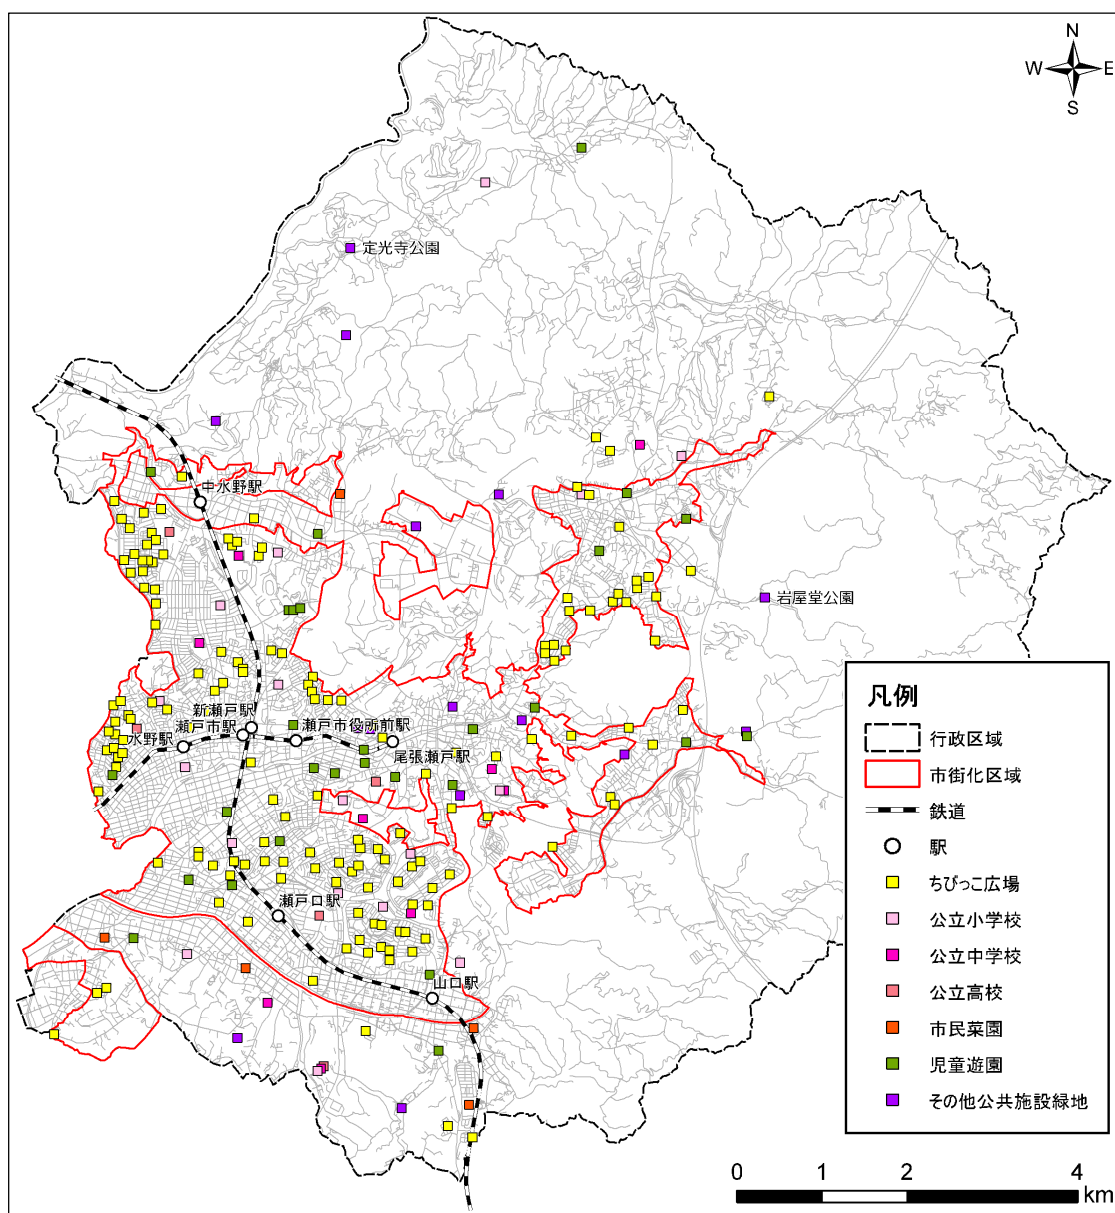 N
W E
S
定光寺公園
中水野駅
岩屋堂公園
新瀬戸駅
瀬戸市駅
瀬戸市役所前駅
水野駅
尾張瀬戸駅
瀬戸口駅
山口駅
凡例
行政区域
市街化区域
鉄道
駅
ちびっこ広場
公立小学校
公立中学校
公立高校
市民菜園
児童遊園
その他公共施設緑地
0 1 2 4
km